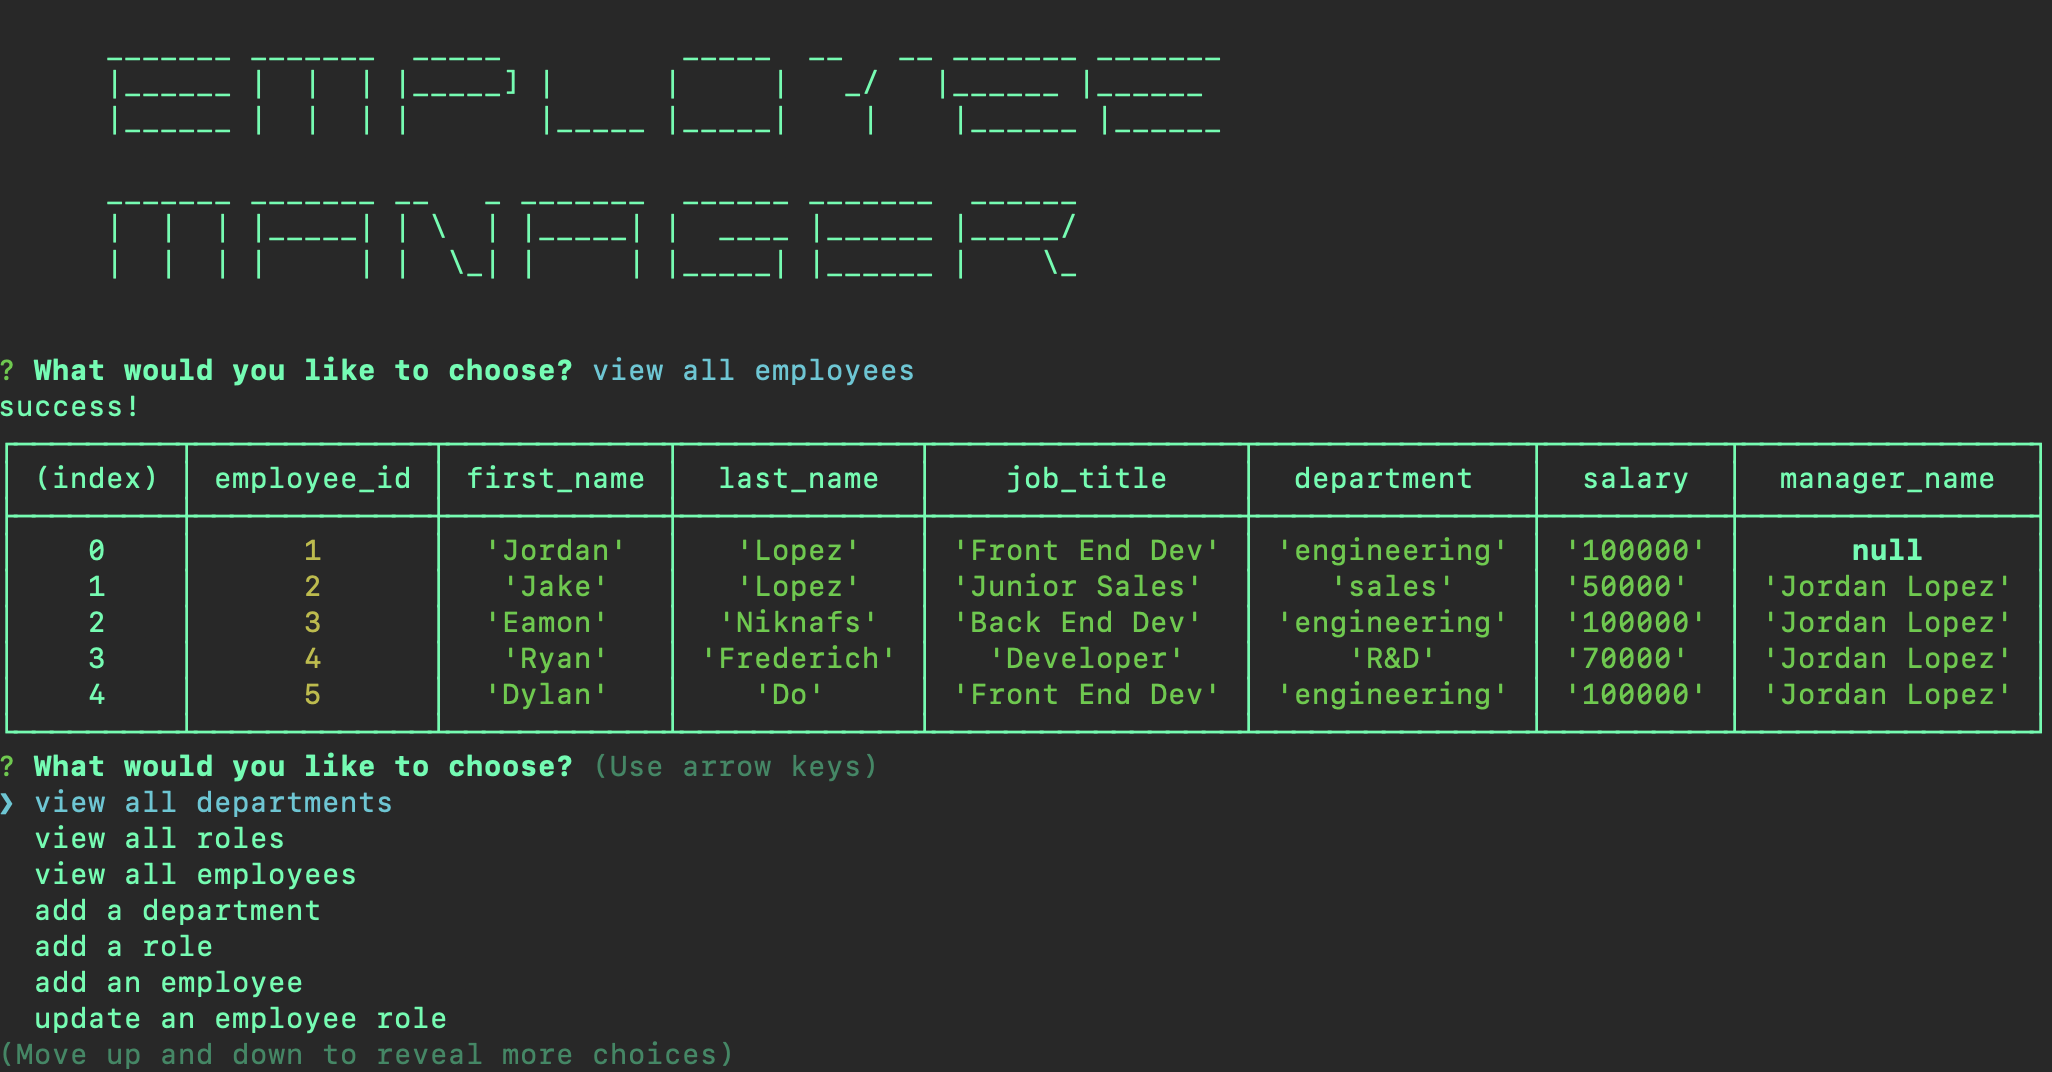 EMPLOYEE
MANAGER
? What would you like to choose? view all employees
success!
(index) employee_id first_name last_name job_title department salary manager_name
0 1 'Jordan' 'Lopez' 'Front End Dev' 'engineering' '100000' null
1 2 'Jake' 'Lopez' 'Junior Sales' 'sales' '50000' 'Jordan Lopez'
2 3 'Eamon' 'Niknafs' 'Back End Dev' 'engineering' '100000' 'Jordan Lopez'
3 4 'Ryan' 'Frederich' 'Developer' 'R&D' '70000' 'Jordan Lopez'
4 5 'Dylan' 'Do' 'Front End Dev' 'engineering' '100000' 'Jordan Lopez'
? What would you like to choose? (Use arrow keys)
❯ view all departments
view all roles
view all employees
add a department
add a role
add an employee
update an employee role
(Move up and down to reveal more choices)